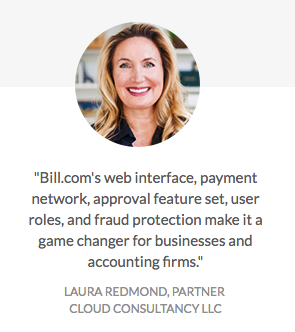 "Bill.com's web interface, payment
network, approval feature set, user
roles, and fraud protection make it a
game changer for businesses and
accounting firms."
LAURA REDMOND, PARTNER
CLOUD CONSULTANCY LLC